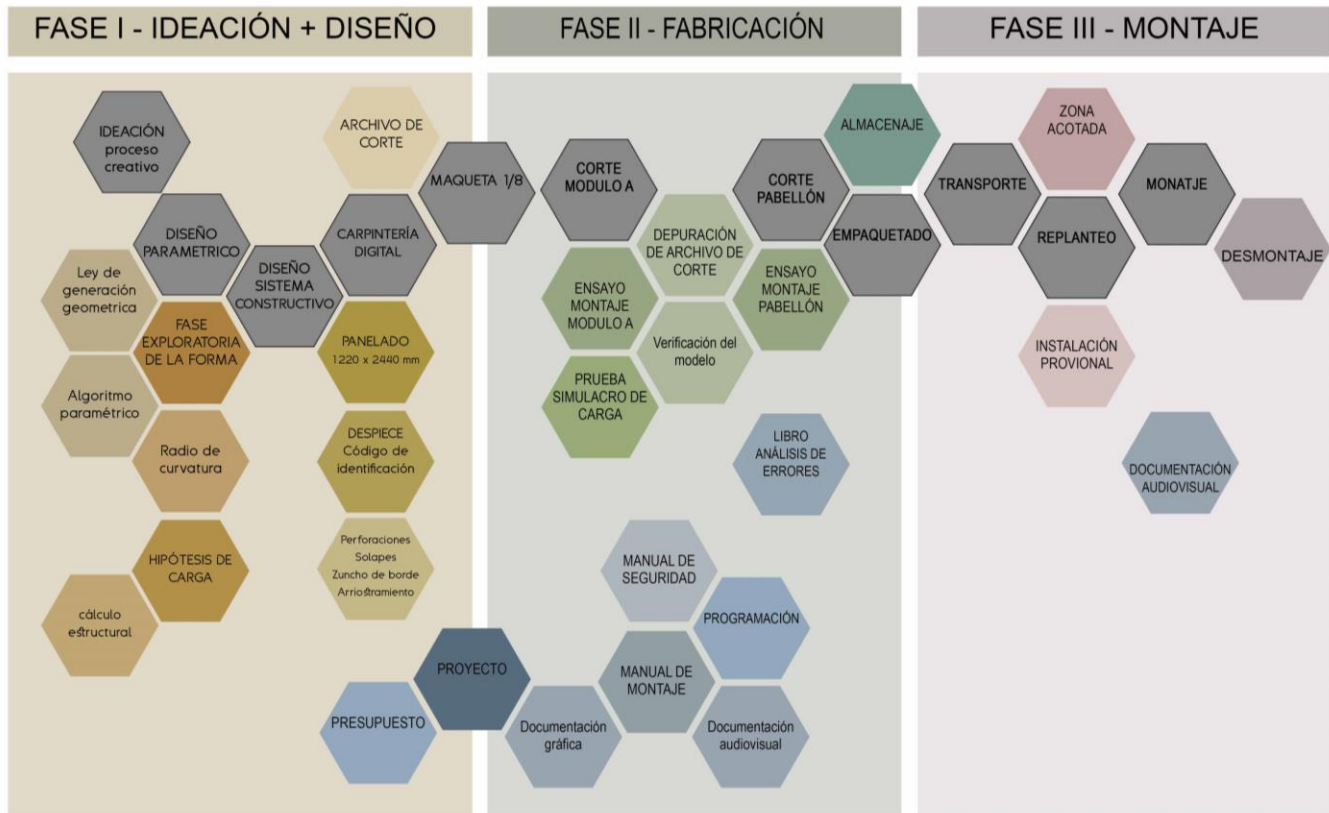 FASE I - IDEACIÓN + DISEÑO
FASE II - FABRICACIÓN
FASE III - MONTAJE
IDEACIÓN
proceso
creativo
DISEÑO
PARAMETRICO
DISEÑO
SISTEMA
CONSTRUCTIVO
ARCHIVO DE
CORTE
CARPINTERÍA
DIGITAL
MAQUETA 1/8
Ley de
generación
geometrica
FASE
EXPLORATORIA
DE LA FORMA
PANELADO
1220 x 2440 mm
Algoritmo
paramétrico
Radio de
curvatura
DESPIECE
Código de
identificación
HIPÓTESIS DE
CARGA
Perforaciones
Solapes
Zuncho de borde
Arriostramiento
cálculo
estructural
PROYECTO
PRESUPUESTO
CORTE
MODULO A
DEPURACIÓN
DE ARCHIVO DE
CORTE
CORTE
PABELLÓN
ALMACENAJE
EMPAQUETADO
ENSAYO
MONTAJE
MODULO A
ENSAYO
MONTAJE
PABELLÓN
Verificación del
modelo
PRUEBA
SIMULACRO DE
CARGA
LIBRO
ANÁLISIS DE
ERRORES
MANUAL DE
SEGURIDAD
PROGRAMACIÓN
MANUAL DE
MONTAJE
Documentación
gráfica
Documentación
audiovisual
TRANSPORTE
ZONA
ACOTADA
REPLANTEO
MONATJE
DESMONTAJE
INSTALACIÓN
PROVIONAL
DOCUMENTACIÓN
AUDIOVISUAL